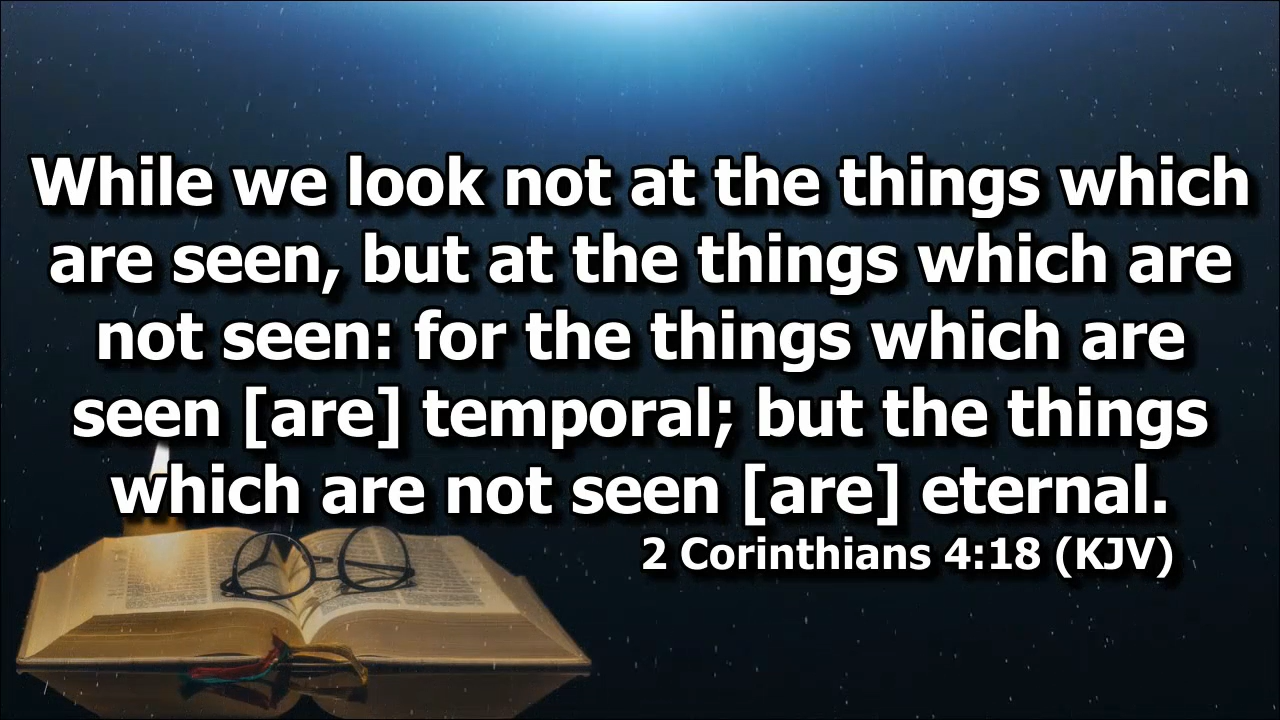 While we look not at the things which
are seen, but at the things which are
not seen: for the things which are
seen [are] temporal; but the things
which are not seen [are] eternal.
2 Corinthians 4:18 (KJV)